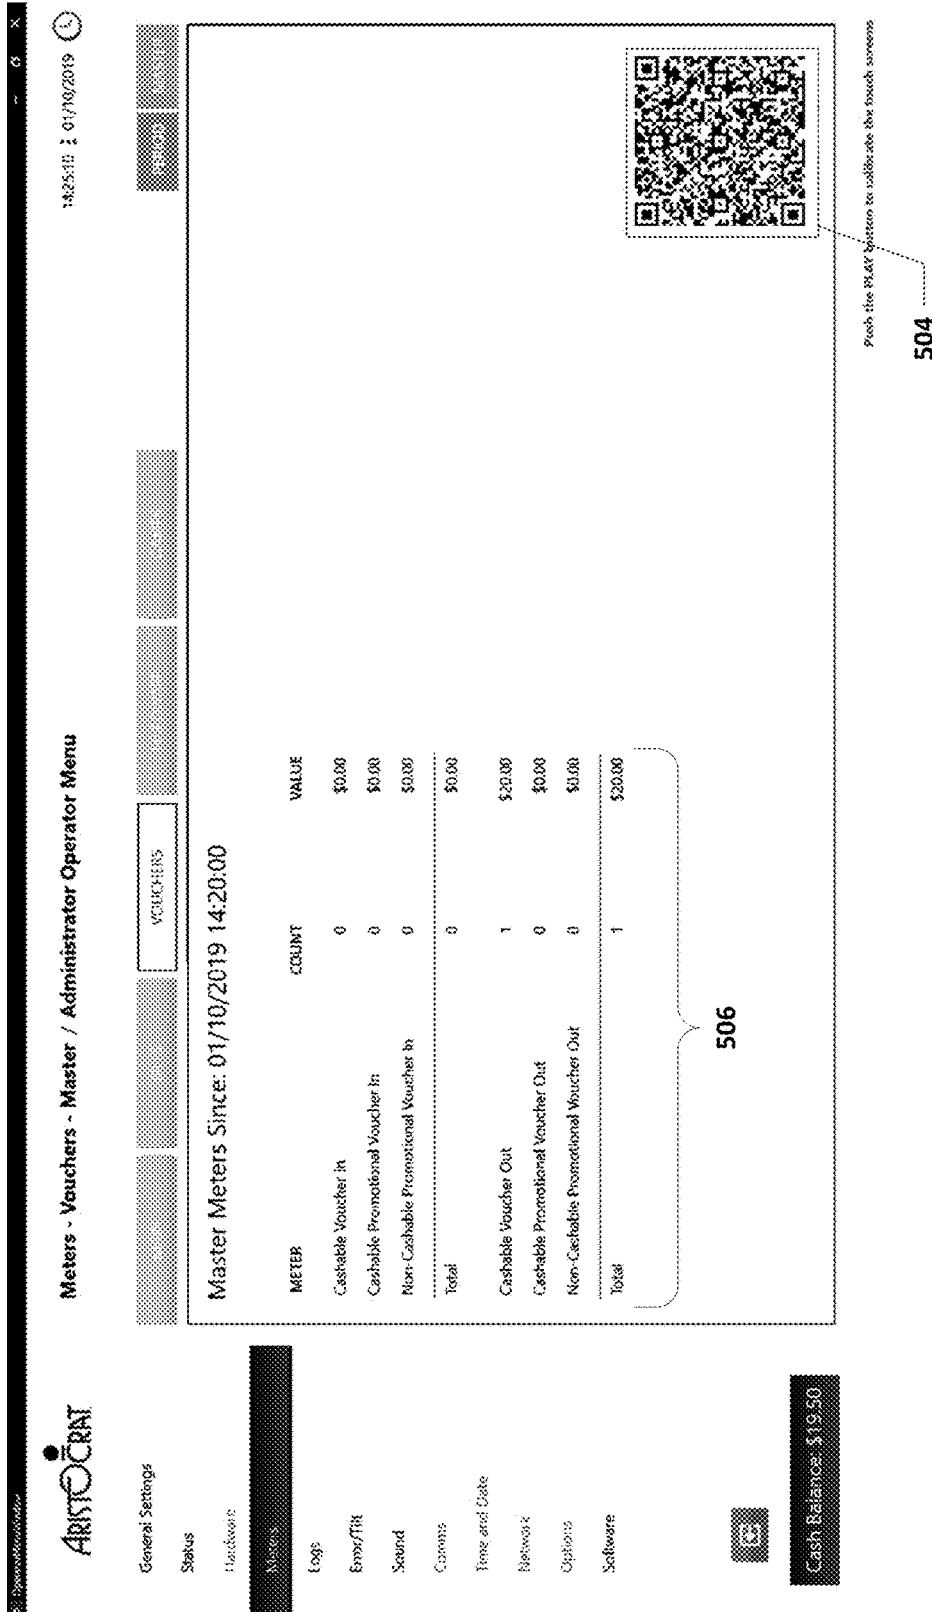 ARISTOCRAT
Meters - Vouchers - Master / Administrator Operator Menu
14:25:10 : 01/10/2019
General Settings
Status
Hardware
Meters
Logs
Error/Tilt
Sound
Comms
Time and Date
Network
Options
Software
Cash Balance: $19.50
VOUCHERS
Master Meters Since: 01/10/2019 14:20:00
METER COUNT VALUE
Cashable Voucher In 0 $0.00
Cashable Promotional Voucher In 0 $0.00
Non-Cashable Promotional Voucher In 0 $0.00
Total 0 $0.00
Cashable Voucher Out 1 $20.00
Cashable Promotional Voucher Out 0 $0.00
Non-Cashable Promotional Voucher Out 0 $0.00
Total 1 $20.00
506
Push the PLAY button to calibrate the touch screens
504